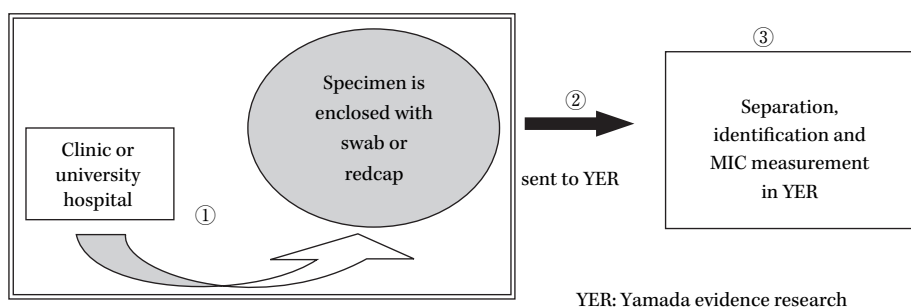 Clinic or
university
hospital
①
Specimen is
enclosed with
swab or
redcap
②
sent to YER
③
Separation,
identification and
MIC measurement
in YER
YER: Yamada evidence research